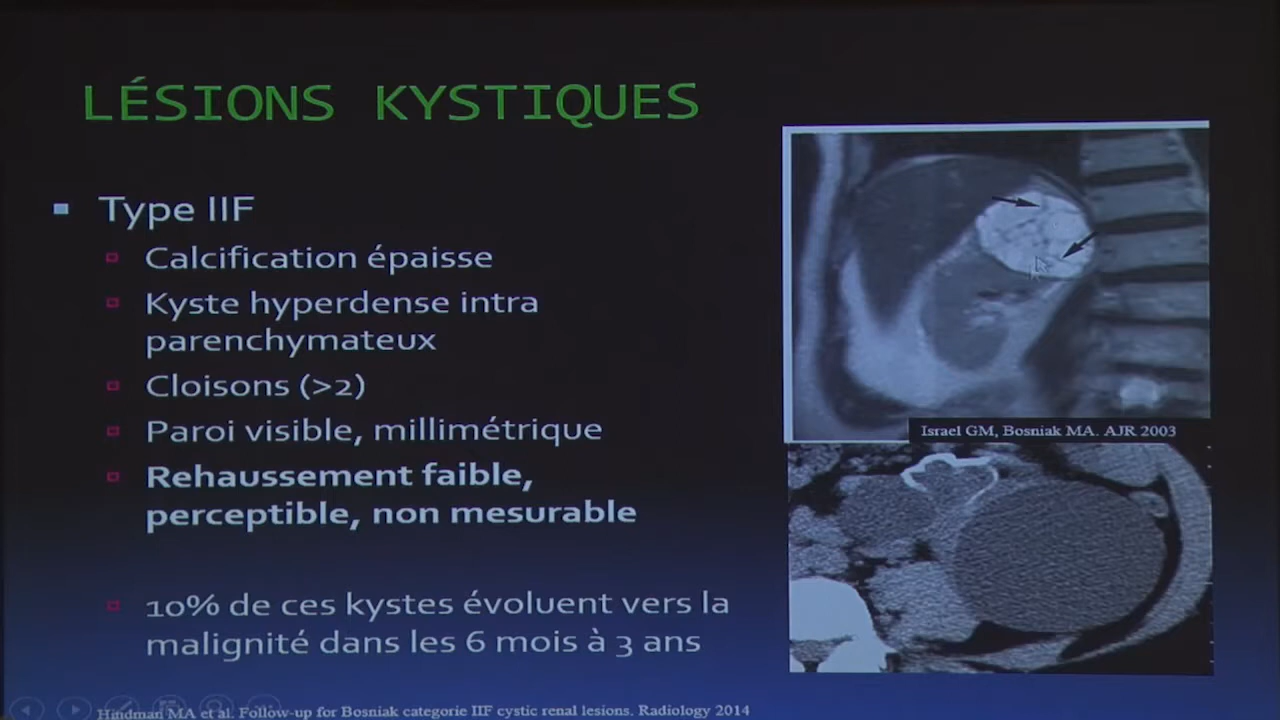 LÉSIONS KYSTIQUES
Type IIF
Calcification épaisse
Kyste hyperdense intra
parenchymateux
Cloisons (>2)
Paroi visible, millimétrique
Rehaussement faible,
perceptible, non mesurable
10% de ces kystes évoluent vers la
malignité dans les 6 mois à 3 ans
Israel GM, Bosniak MA. AJR 2003
Hindman MA et al. Follow-up for Bosniak categorie IIF cystic renal lesions. Radiology 2014